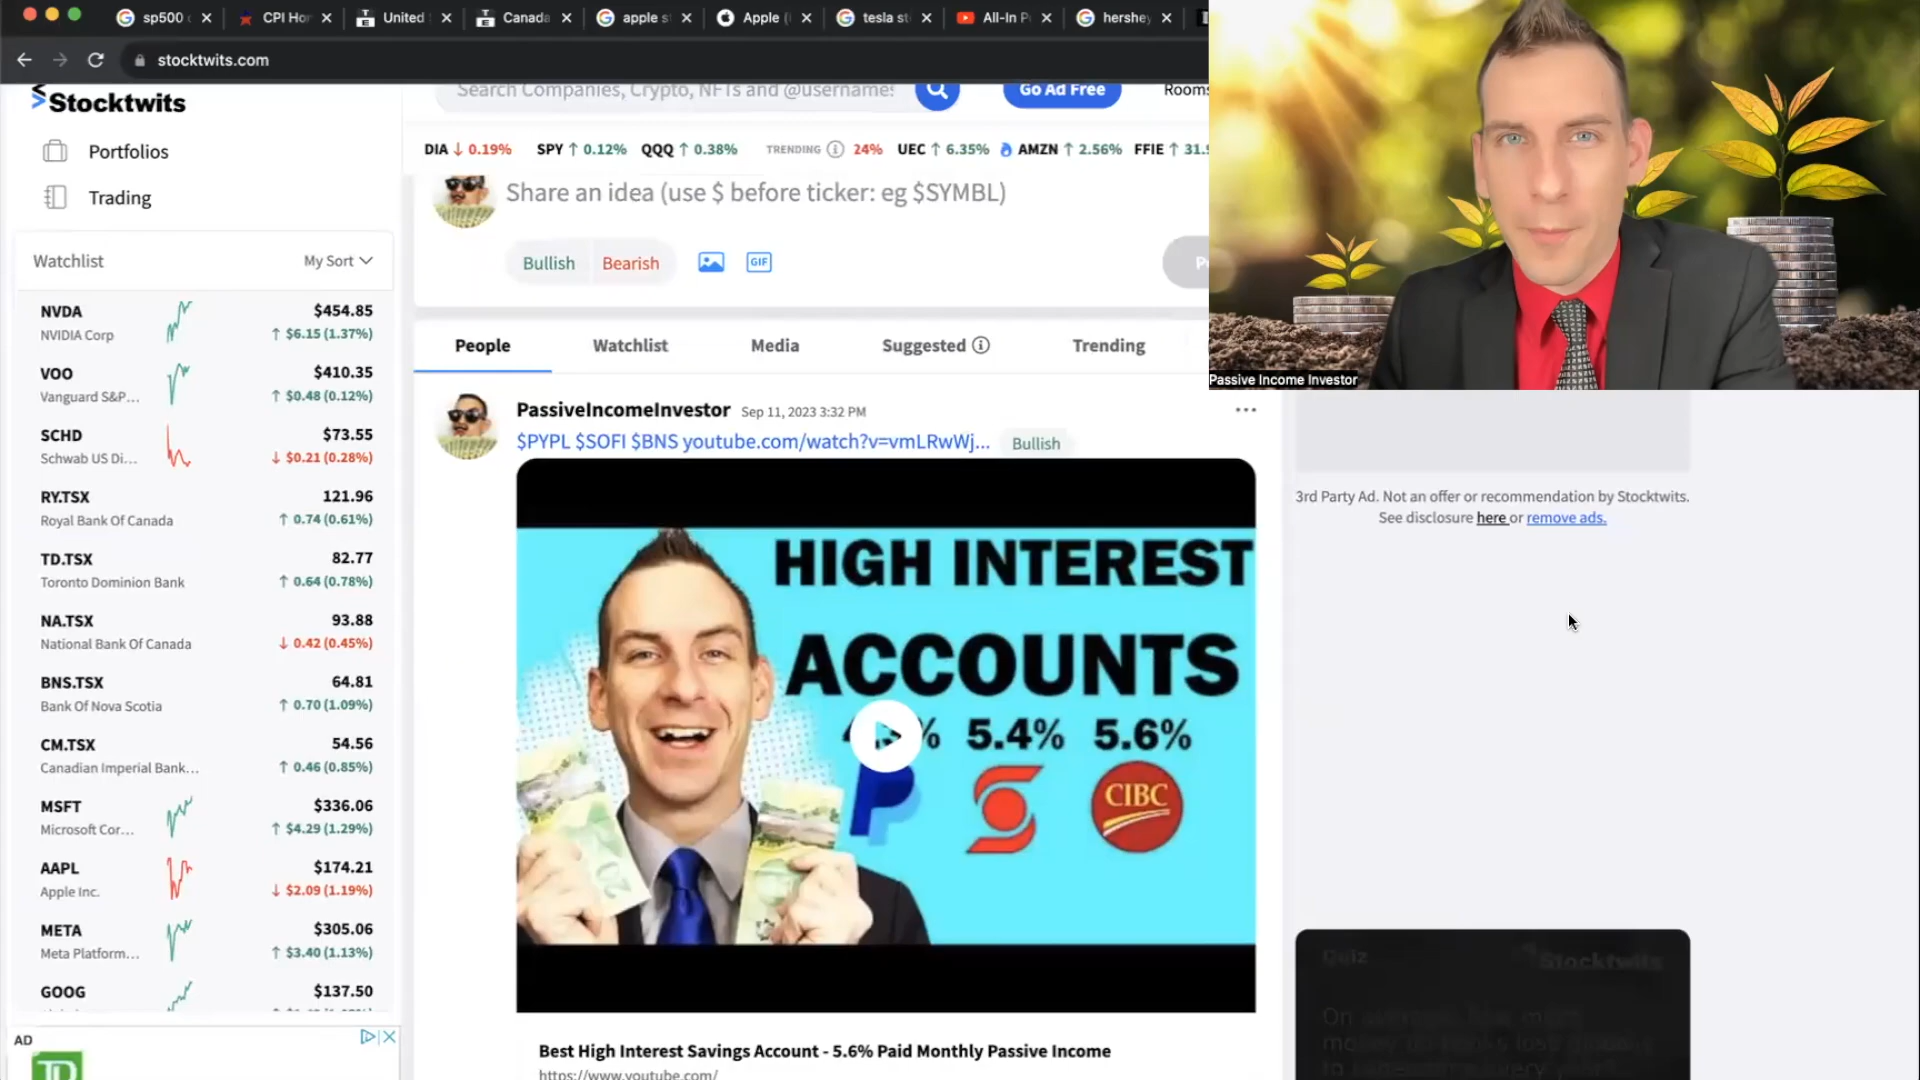 sp500
CPI Ho
United
Canada
apple s
Apple (
tesla st
All-In P
hershey
stocktwits.com
Stocktwits
Search Companies, Crypto, NFTs and @username
Go Ad Free
Rooms
Portfolios
Trading
DIA ↓ 0.19% SPY ↑ 0.12% QQQ ↑ 0.38% TRENDING 24% UEC ↑ 6.35% AMZN ↑ 2.56% FFIE ↑ 31.
Share an idea (use $ before ticker: eg $SYMBL)
Bullish Bearish GIF
Passive Income Investor
Watchlist My Sort
NVDA $454.85
NVIDIA Corp ↑ $6.15 (1.37%)
VOO $410.35
Vanguard S&P... ↑ $0.48 (0.12%)
SCHD $73.55
Schwab US Di... ↓ $0.21 (0.28%)
RY.TSX 121.96
Royal Bank Of Canada ↑ 0.74 (0.61%)
TD.TSX 82.77
Toronto Dominion Bank ↑ 0.64 (0.78%)
NA.TSX 93.88
National Bank Of Canada ↓ 0.42 (0.45%)
BNS.TSX 64.81
Bank Of Nova Scotia ↑ 0.70 (1.09%)
CM.TSX 54.56
Canadian Imperial Bank... ↑ 0.46 (0.85%)
MSFT $336.06
Microsoft Cor... ↑ $4.29 (1.29%)
AAPL $174.21
Apple Inc. ↓ $2.09 (1.19%)
META $305.06
Meta Platform... ↑ $3.40 (1.13%)
GOOG $137.50
AD
TD
People Watchlist Media Suggested Trending
PassiveIncomeInvestor Sep 11, 2023 3:32 PM
$PYPL $SOFI $BNS youtube.com/watch?v=vmLRwWj... Bullish
HIGH INTEREST
ACCOUNTS
5.4% 5.6%
CIBC
Best High Interest Savings Account - 5.6% Paid Monthly Passive Income
https://www.youtube.com/
3rd Party Ad. Not an offer or recommendation by Stocktwits.
See disclosure here or remove ads.
Quiz
Stocktwits